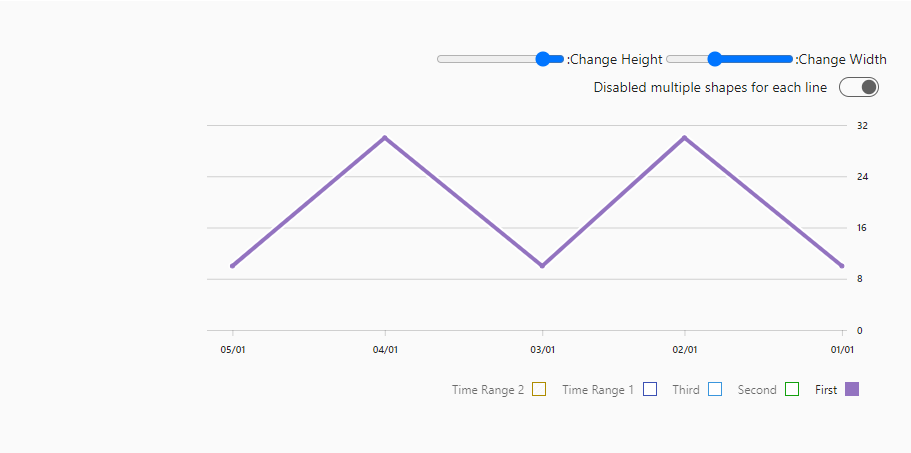 :Change Width :Change Height
Disabled multiple shapes for each line
32
24
16
8
0
05/01 04/01 03/01 02/01 01/01
Time Range 2 Time Range 1 Third Second First